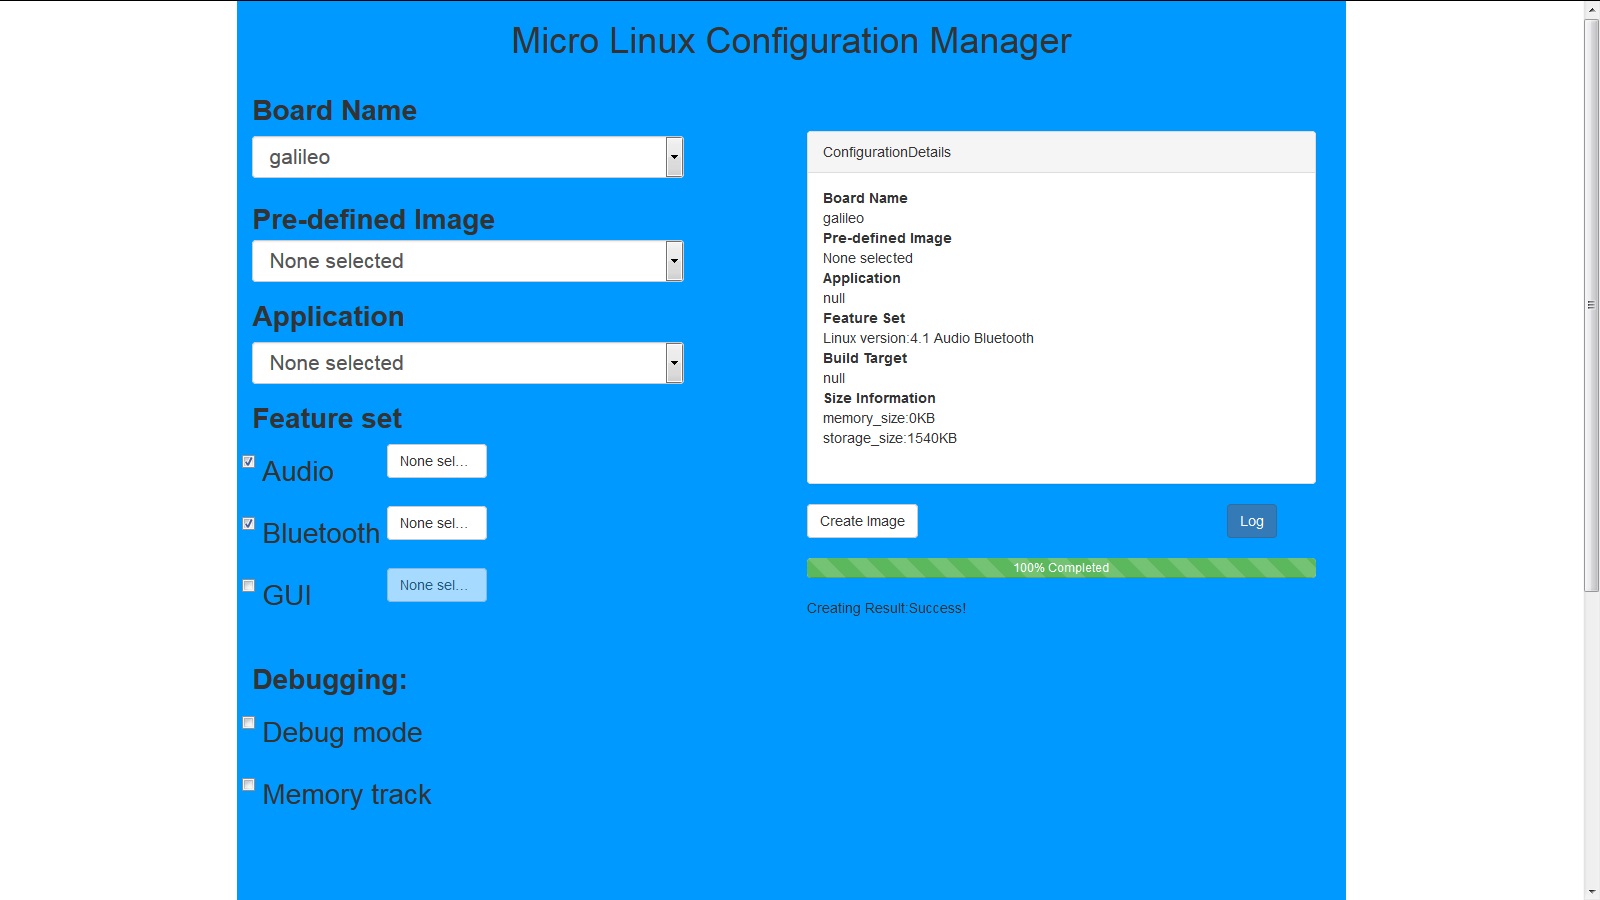 Micro Linux Configuration Manager
Board Name
galileo
Pre-defined Image
None selected
Application
None selected
Feature set
Audio
None sel...
Bluetooth
None sel...
GUI
None sel...
Debugging:
Debug mode
Memory track
ConfigurationDetails
Board Name
galileo
Pre-defined Image
None selected
Application
null
Feature Set
Linux version:4.1 Audio Bluetooth
Build Target
null
Size Information
memory_size:0KB
storage_size:1540KB
Create Image
Log
100% Completed
Creating Result:Success!